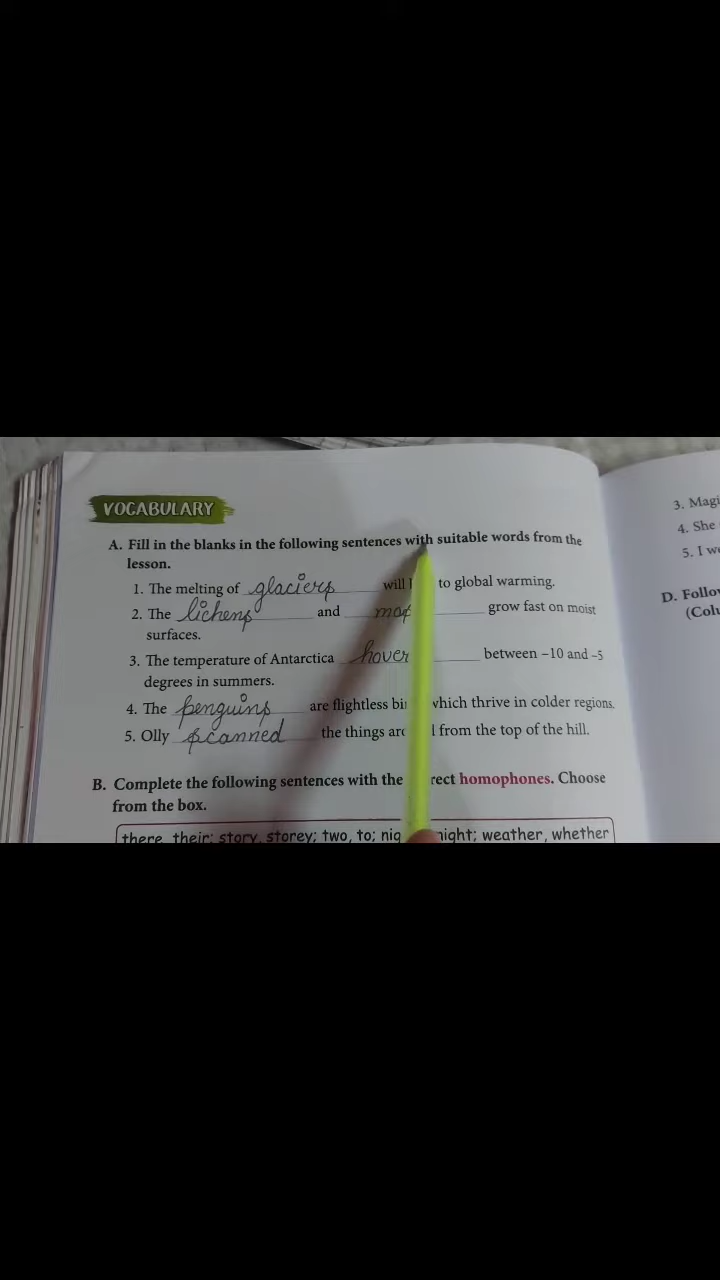 VOCABULARY
A. Fill in the blanks in the following sentences with suitable words from the
lesson.
1. The melting of glaciers will to global warming.
2. The lichens and grow fast on moist
surfaces.
3. The temperature of Antarctica hover between –10 and –5
degrees in summers.
4. The penguins are flightless which thrive in colder regions.
5. Olly scanned the things from the top of the hill.
B. Complete the following sentences with the homophones. Choose
from the box.
there, their; story, storey; two, to; night; weather, whether
3. Magi
4. She
5. I
D. Follo
(Colu